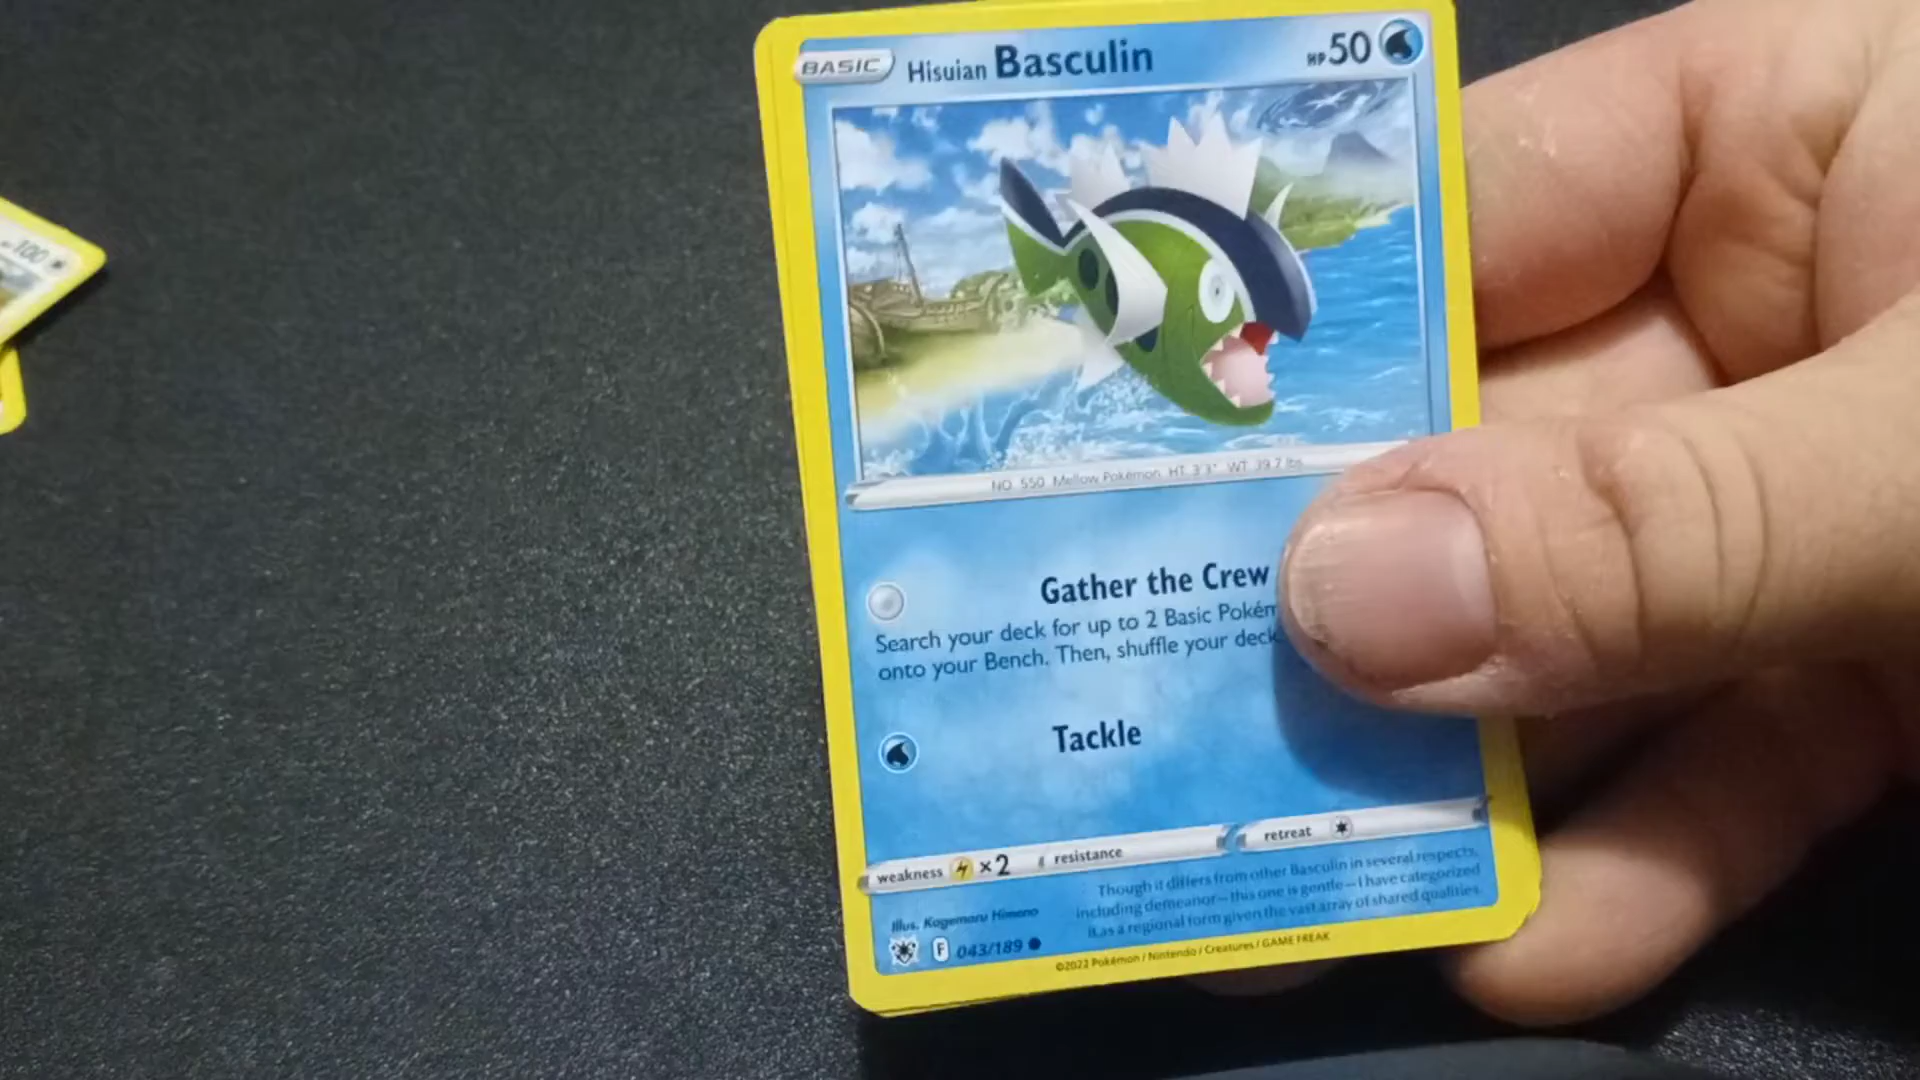 BASIC Hisuian Basculin HP 50
100
NO. 550 Mellow Pokémon HT: 3'3" WT: 39.7 lbs.
Gather the Crew
Search your deck for up to 2 Basic Pokém
onto your Bench. Then, shuffle your deck
Tackle
weakness ×2 resistance retreat
Though it differs from other Basculin in several respects,
including demeanor—this one is gentle—I have categorized
it as a regional form given the vast array of shared qualities.
Illus. Kagemaru Himeno
F 043/189
©2022 Pokémon / Nintendo / Creatures / GAME FREAK